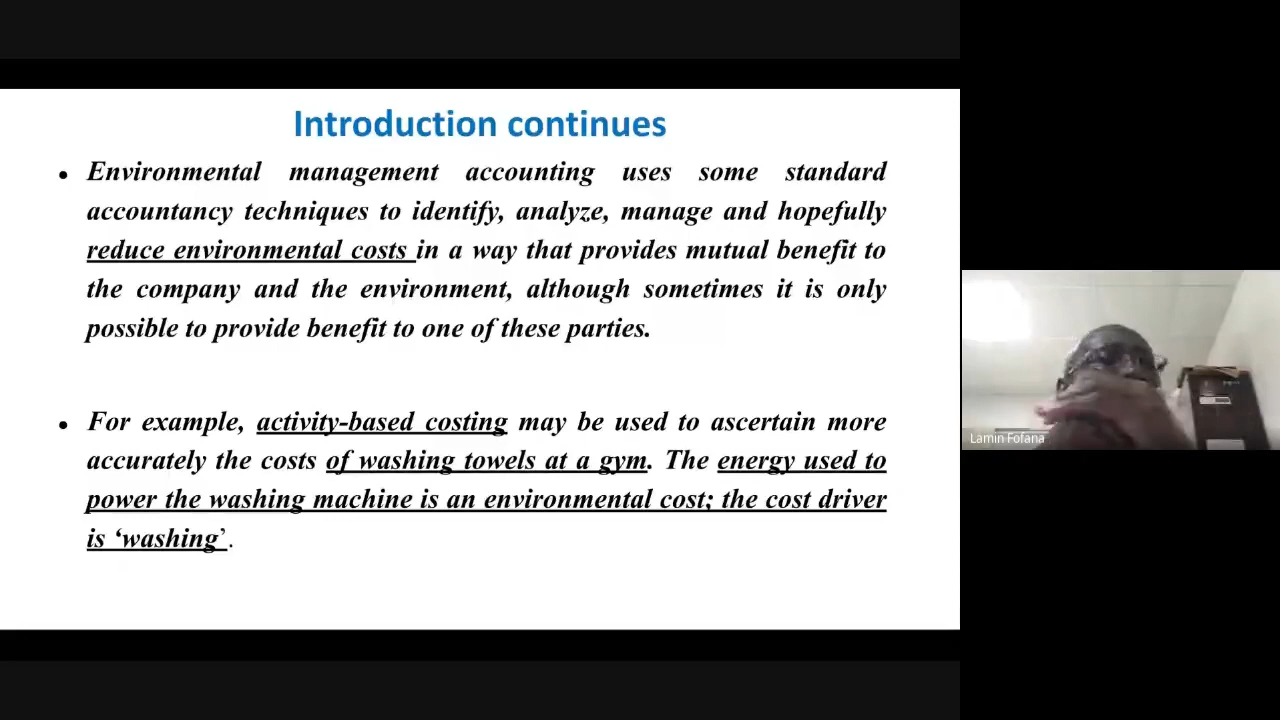 Introduction continues
• Environmental management accounting uses some standard
accountancy techniques to identify, analyze, manage and hopefully
reduce environmental costs in a way that provides mutual benefit to
the company and the environment, although sometimes it is only
possible to provide benefit to one of these parties.
• For example, activity-based costing may be used to ascertain more
accurately the costs of washing towels at a gym. The energy used to
power the washing machine is an environmental cost; the cost driver
is ‘washing’.
Lamin Fofana